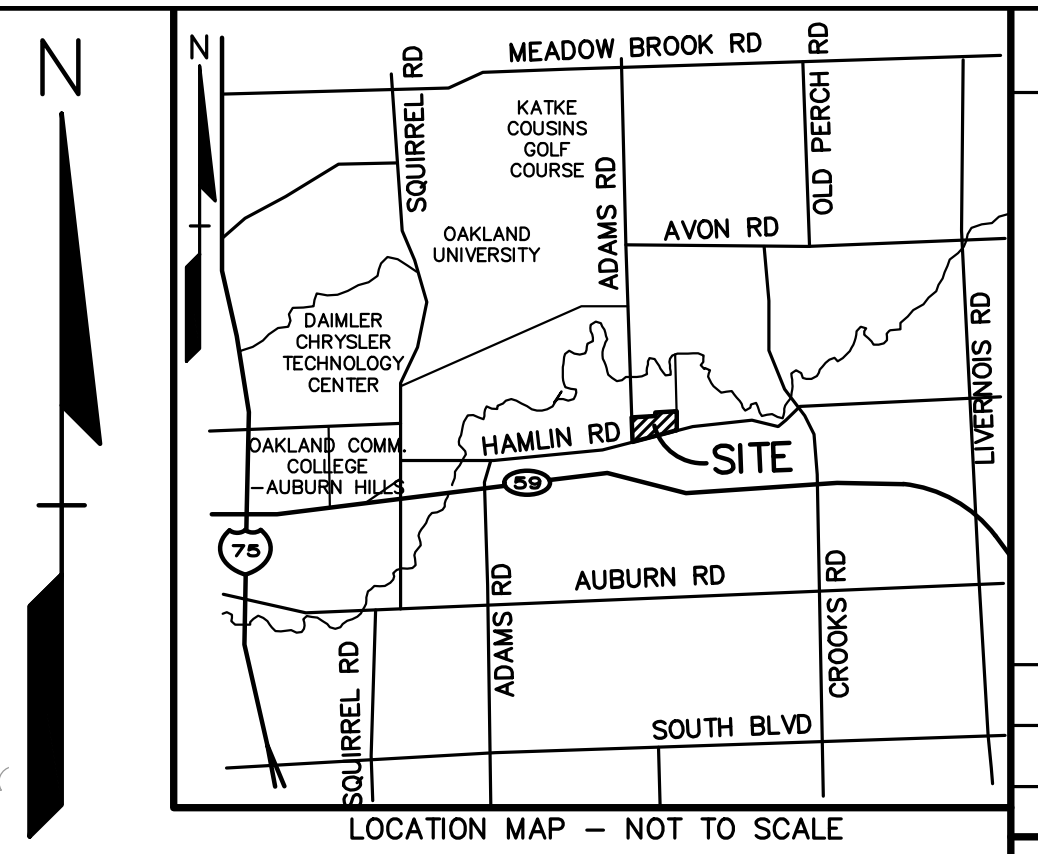 N
N
MEADOW BROOK RD
SQUIRREL RD
OLD PERCH RD
KATKE
COUSINS
GOLF
COURSE
ADAMS RD
AVON RD
OAKLAND
UNIVERSITY
DAIMLER
CHRYSLER
TECHNOLOGY
CENTER
LIVERNOIS RD
OAKLAND COMM.
COLLEGE
-AUBURN HILLS
HAMLIN RD
SITE
59
75
AUBURN RD
ADAMS RD
CROOKS RD
SQUIRREL RD
SOUTH BLVD
LOCATION MAP - NOT TO SCALE